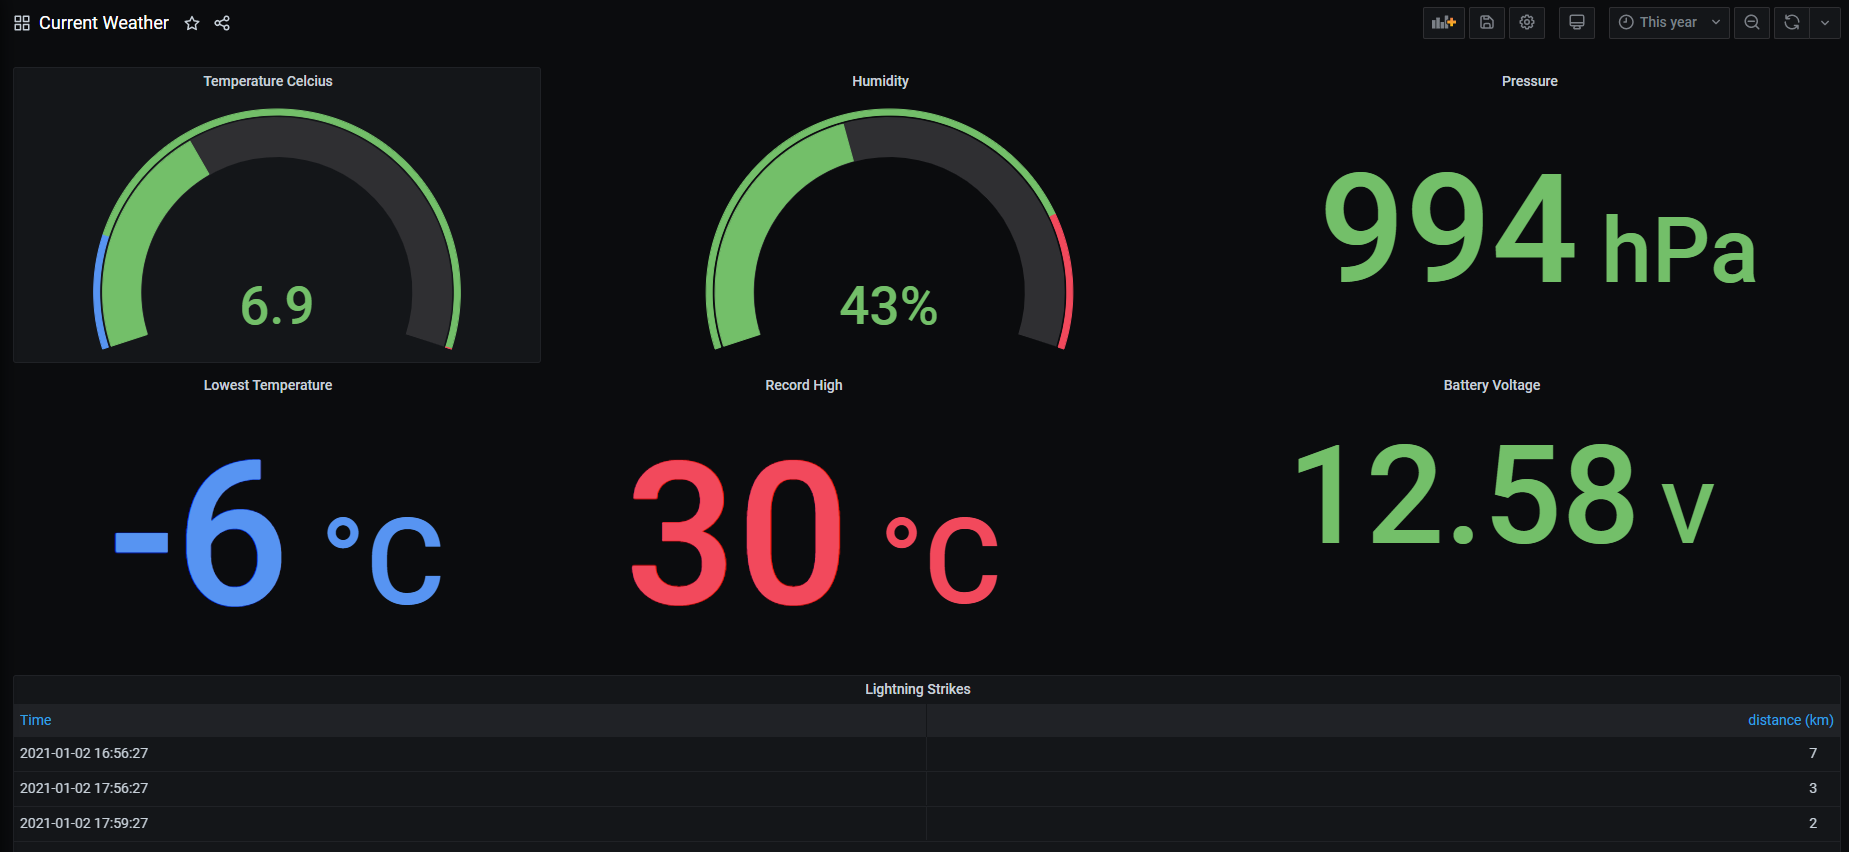 Current Weather
This year
Temperature Celcius
Humidity
Pressure
6.9
43%
994 hPa
Lowest Temperature
Record High
Battery Voltage
-6 °C
30 °C
12.58 V
Lightning Strikes
Time distance (km)
2021-01-02 16:56:27 7
2021-01-02 17:56:27 3
2021-01-02 17:59:27 2